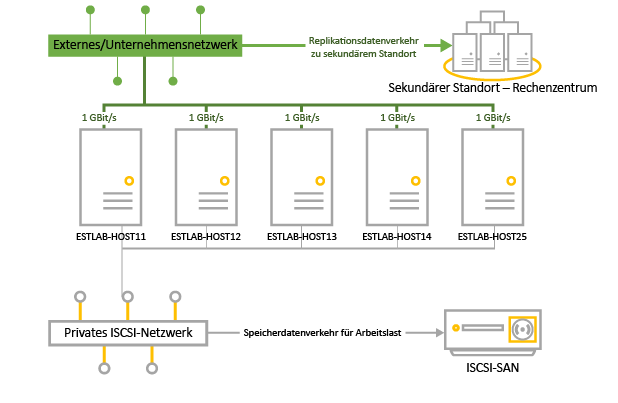 Externes/Unternehmensnetzwerk
Replikationsdatenverkehr
zu sekundärem Standort
Sekundärer Standort – Rechenzentrum
1 GBit/s
1 GBit/s
1 GBit/s
1 GBit/s
1 GBit/s
ESTLAB-HOST11
ESTLAB-HOST12
ESTLAB-HOST13
ESTLAB-HOST14
ESTLAB-HOST25
Privates ISCSI-Netzwerk
Speicherdatenverkehr für Arbeitslast
ISCSI-SAN